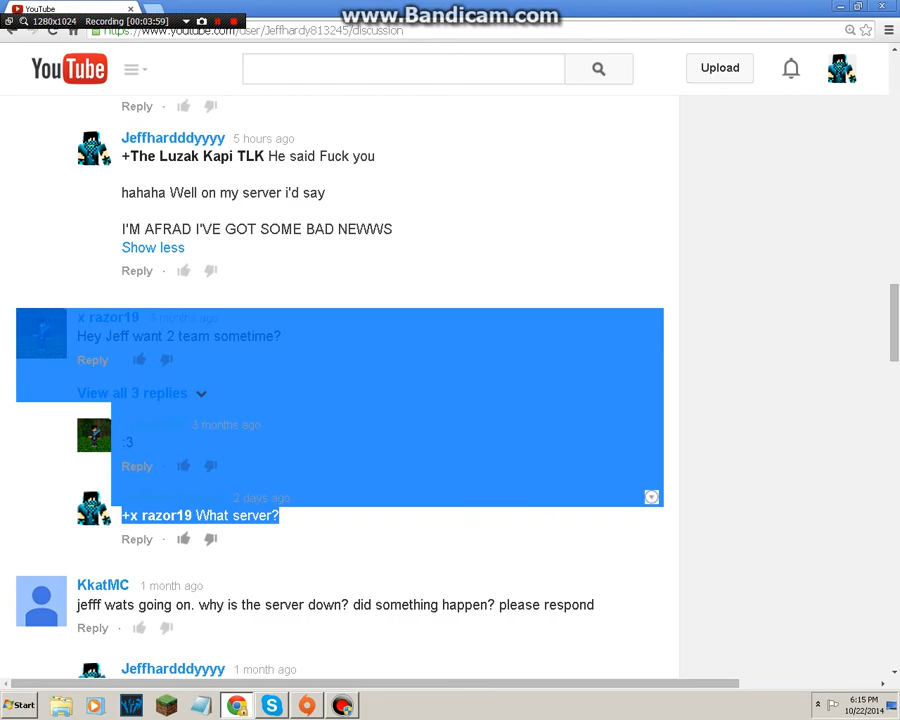 YouTube
1280x1024 Recording [00:03:59]
www.Bandicam.com
https://www.youtube.com/user/Jeffhardy813245/discussion
YouTube
Upload
Reply ·
Jeffhardddyyyy 5 hours ago
+The Luzak Kapi TLK He said Fuck you
hahaha Well on my server i'd say
I'M AFRAD I'VE GOT SOME BAD NEWWS
Show less
Reply ·
x razor19 3 months ago
Hey Jeff want 2 team sometime?
Reply
View all 3 replies
3 months ago
:3
Reply
2 days ago
+x razor19 What server?
Reply ·
KkatMC 1 month ago
jefff wats going on. why is the server down? did something happen? please respond
Reply ·
Jeffhardddyyyy 1 month ago
Start
6:15 PM
10/22/2014